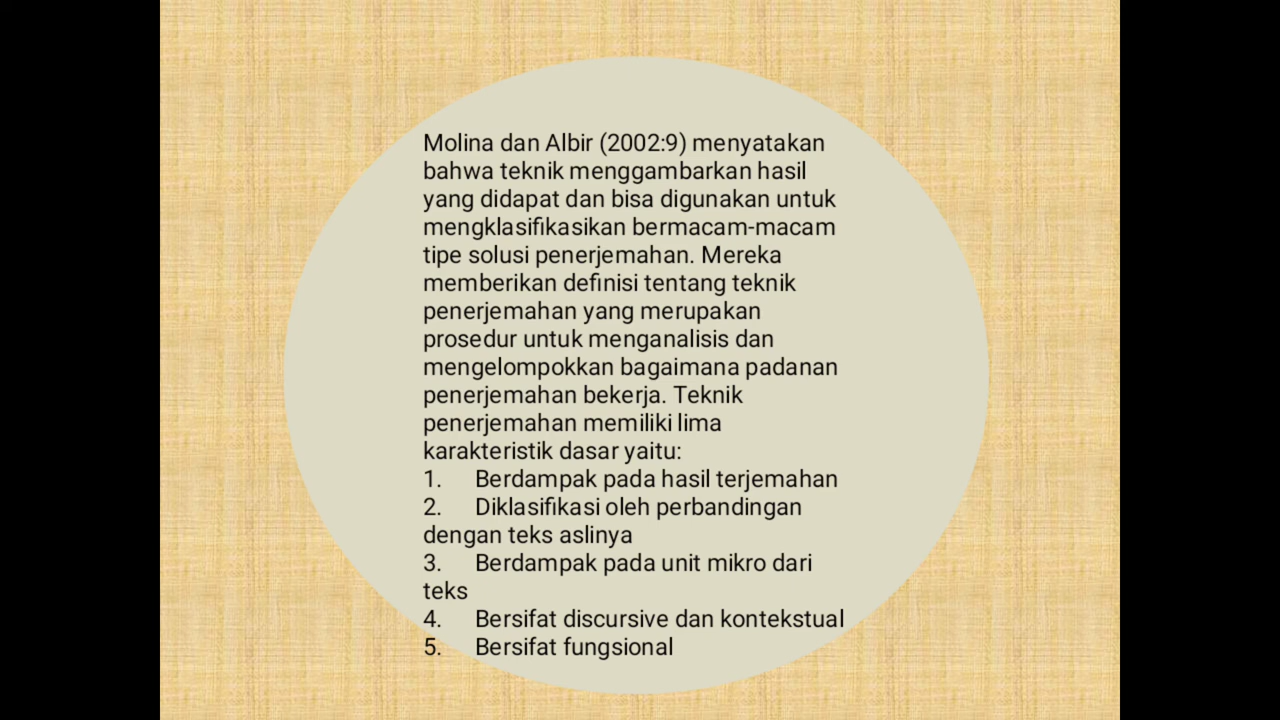 Molina dan Albir (2002:9) menyatakan
bahwa teknik menggambarkan hasil
yang didapat dan bisa digunakan untuk
mengklasifikasikan bermacam-macam
tipe solusi penerjemahan. Mereka
memberikan definisi tentang teknik
penerjemahan yang merupakan
prosedur untuk menganalisis dan
mengelompokkan bagaimana padanan
penerjemahan bekerja. Teknik
penerjemahan memiliki lima
karakteristik dasar yaitu:
1. Berdampak pada hasil terjemahan
2. Diklasifikasi oleh perbandingan
dengan teks aslinya
3. Berdampak pada unit mikro dari
teks
4. Bersifat discursive dan kontekstual
5. Bersifat fungsional